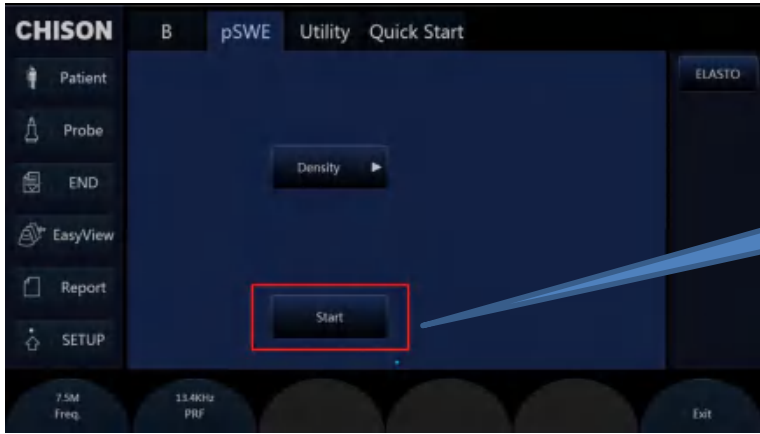 CHISON
B pSWE Utility Quick Start
Patient
ELASTO
Probe
Density
END
EasyView
Report
Start
SETUP
7.5M
Freq.
13.4KHz
PRF
Exit